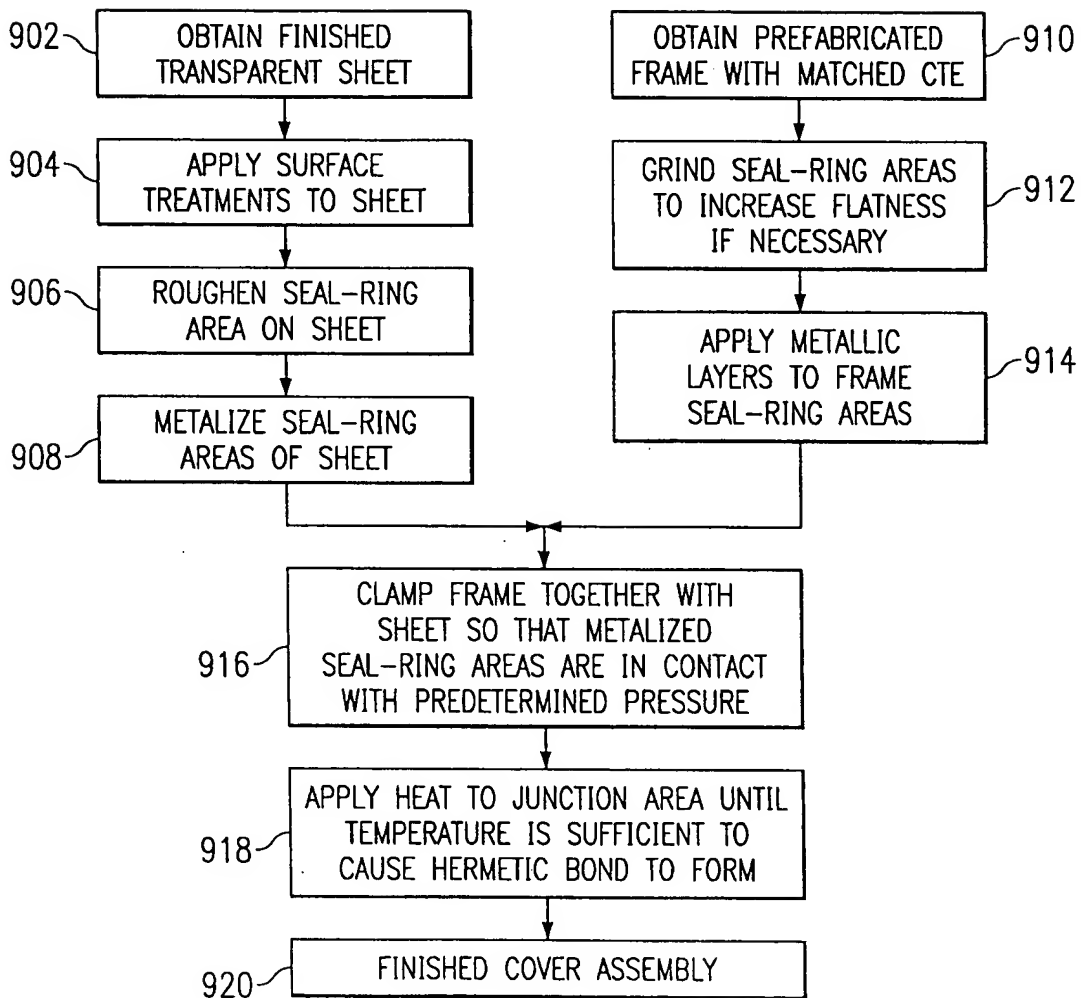 902
OBTAIN FINISHED
TRANSPARENT SHEET
904
APPLY SURFACE
TREATMENTS TO SHEET
906
ROUGHEN SEAL-RING
AREA ON SHEET
908
METALIZE SEAL-RING
AREAS OF SHEET
910
OBTAIN PREFABRICATED
FRAME WITH MATCHED CTE
912
GRIND SEAL-RING AREAS
TO INCREASE FLATNESS
IF NECESSARY
914
APPLY METALLIC
LAYERS TO FRAME
SEAL-RING AREAS
916
CLAMP FRAME TOGETHER WITH
SHEET SO THAT METALIZED
SEAL-RING AREAS ARE IN CONTACT
WITH PREDETERMINED PRESSURE
918
APPLY HEAT TO JUNCTION AREA UNTIL
TEMPERATURE IS SUFFICIENT TO
CAUSE HERMETIC BOND TO FORM
920
FINISHED COVER ASSEMBLY